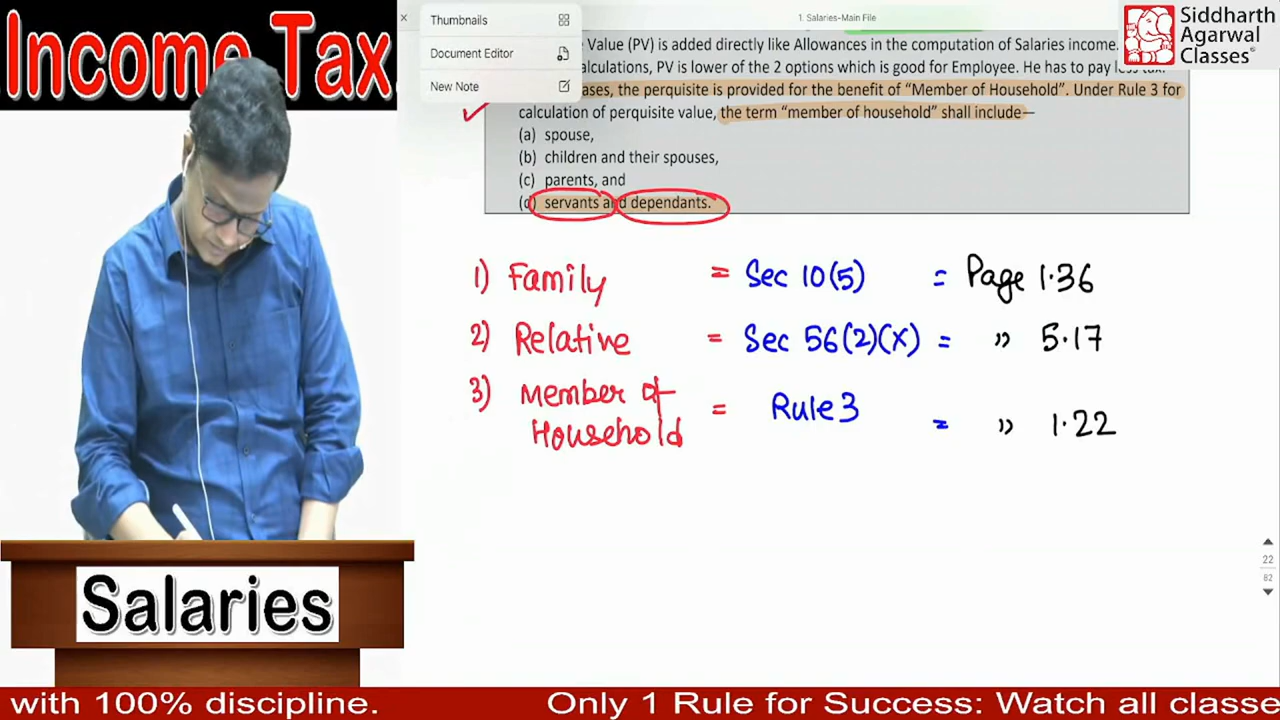 Income Tax
Thumbnails
Document Editor
New Note
1. Salaries-Main File
Siddharth
Agarwal
Classes
Value (PV) is added directly like Allowances in the computation of Salaries income.
calculations, PV is lower of the 2 options which is good for Employee. He has to pay less tax.
ases, the perquisite is provided for the benefit of “Member of Household”. Under Rule 3 for
calculation of perquisite value, the term “member of household” shall include—
(a) spouse,
(b) children and their spouses,
(c) parents, and
(d) servants and dependants.
1) Family = Sec 10(5) = Page 1.36
2) Relative = Sec 56(2)(x) = " 5.17
3) Member of
Household = Rule 3 = " 1.22
22
82
Salaries
with 100% discipline. Only 1 Rule for Success: Watch all classe